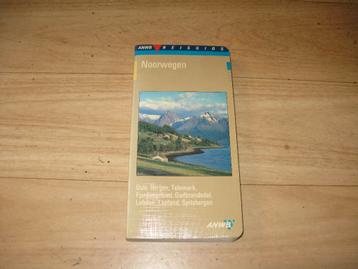 ANWB REISGIDS
Noorwegen
Oslo, Bergen, Telemark,
Fjordengebied, Gudbrandsdal,
Lofoten, Lapland, Spitsbergen
ANWB